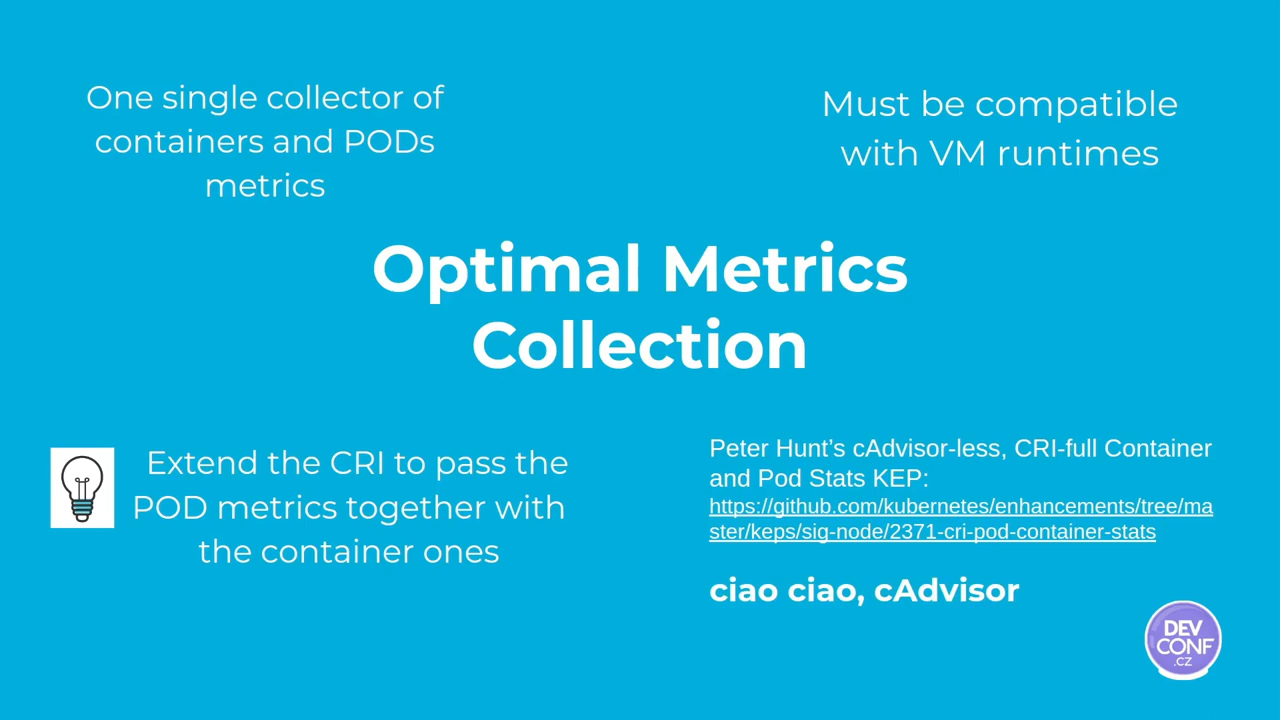 One single collector of
containers and PODs
metrics
Must be compatible
with VM runtimes
Optimal Metrics
Collection
Extend the CRI to pass the
POD metrics together with
the container ones
Peter Hunt’s cAdvisor-less, CRI-full Container
and Pod Stats KEP:
https://github.com/kubernetes/enhancements/tree/ma
ster/keps/sig-node/2371-cri-pod-container-stats
ciao ciao, cAdvisor
DEV
CONF
.CZ